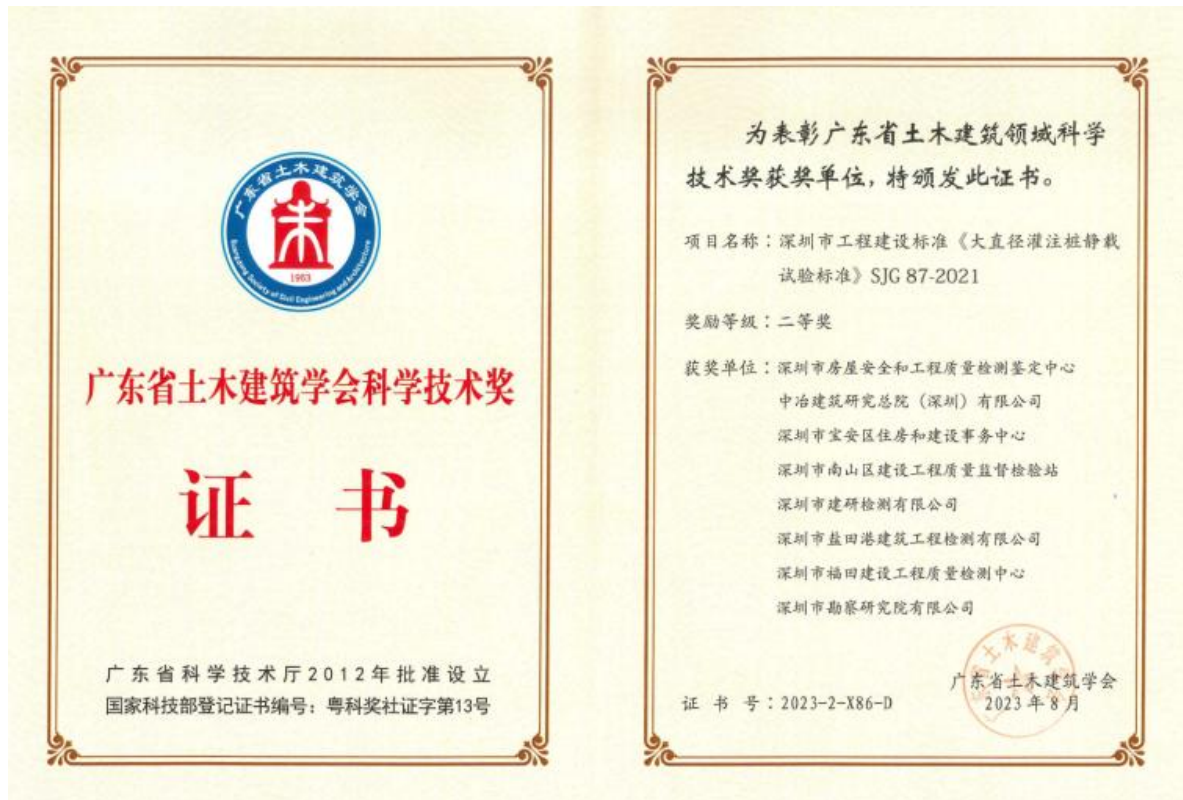 广东省土木建筑学会
1963
Guangdong Society of Civil Engineering and Architecture
广东省土木建筑学会科学技术奖
证 书
广东省科学技术厅2012年批准设立
国家科技部登记证书编号：粤科奖社证字第13号
为表彰广东省土木建筑领域科学
技术奖获奖单位，特颁发此证书。
项目名称：深圳市工程建设标准《大直径灌注桩静载
试验标准》SJG 87-2021
奖励等级：二等奖
获奖单位：深圳市房屋安全和工程质量检测鉴定中心
中冶建筑研究总院（深圳）有限公司
深圳市宝安区住房和建设事务中心
深圳市南山区建设工程质量监督检验站
深圳市建研检测有限公司
深圳市盐田港建筑工程检测有限公司
深圳市福田建设工程质量检测中心
深圳市勘察研究院有限公司
广东省土木建筑学会
证 书 号：2023-2-X86-D
2023年8月